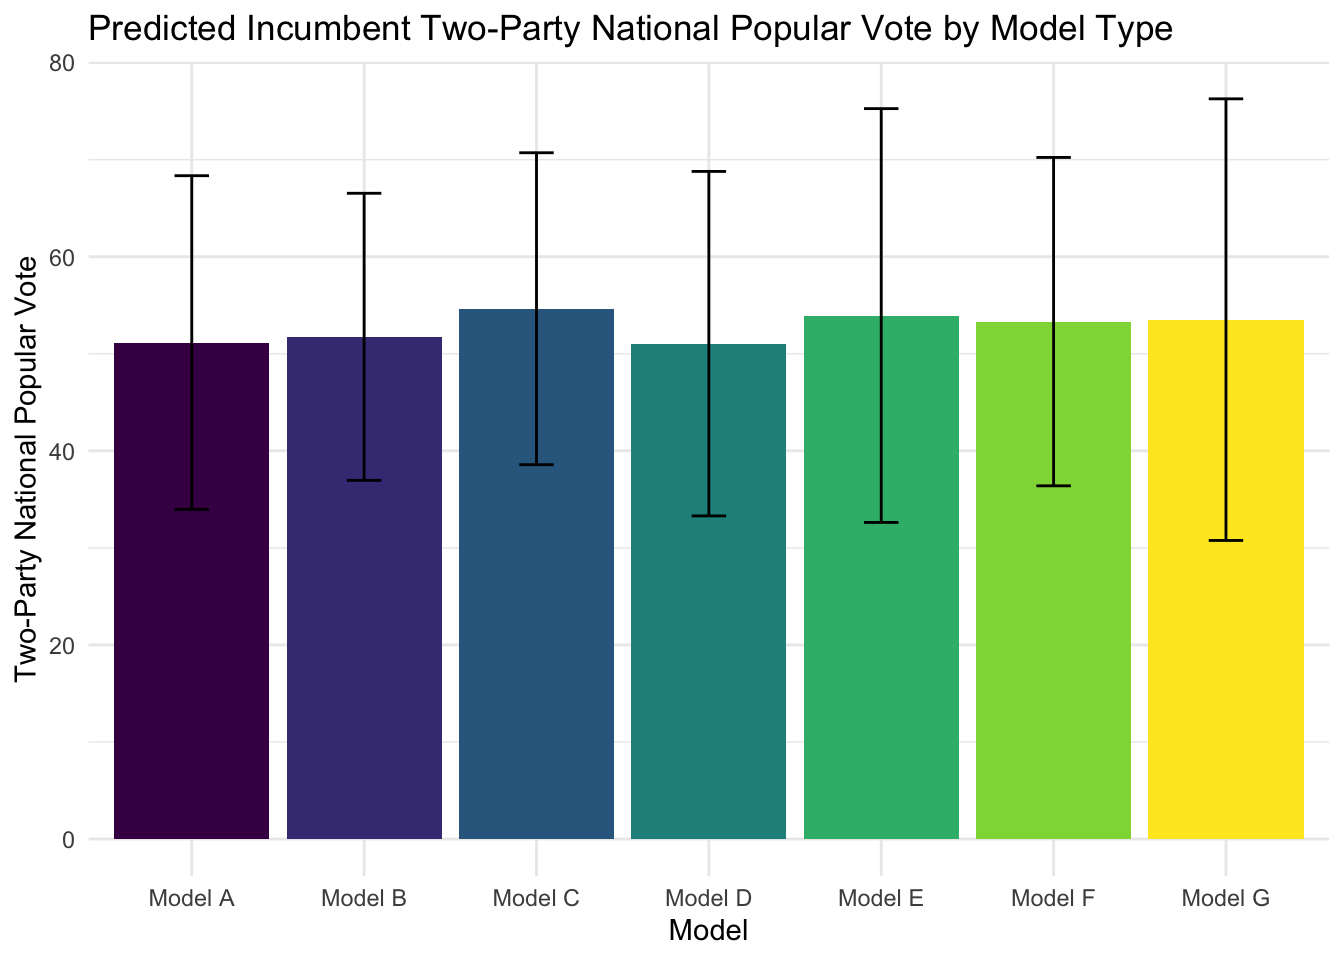 Predicted Incumbent Two-Party National Popular Vote by Model Type
Two-Party National Popular Vote
80
60
40
20
0
Model A Model B Model C Model D Model E Model F Model G
Model